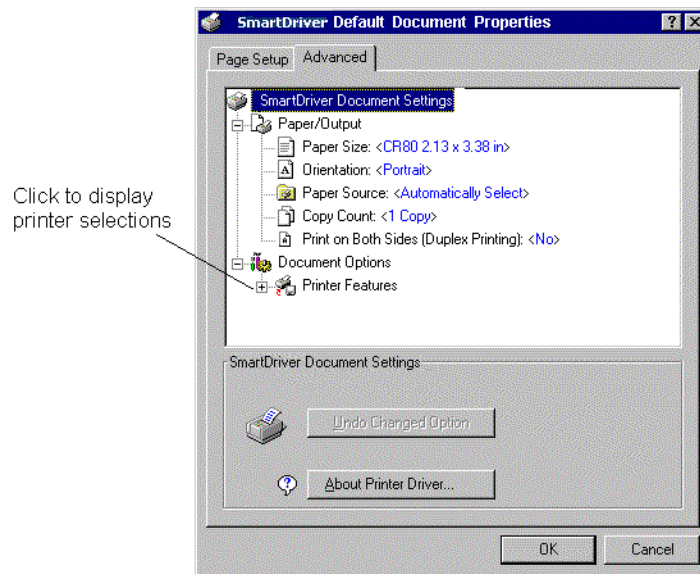 SmartDriver Default Document Properties
Page Setup
Advanced
SmartDriver Document Settings
Paper/Output
Paper Size: <CR80 2.13 x 3.38 in>
Orientation: <Portrait>
Paper Source: <Automatically Select>
Copy Count: <1 Copy>
Print on Both Sides (Duplex Printing): <No>
Document Options
Printer Features
Click to display
printer selections
SmartDriver Document Settings
Undo Changed Option
About Printer Driver...
OK
Cancel